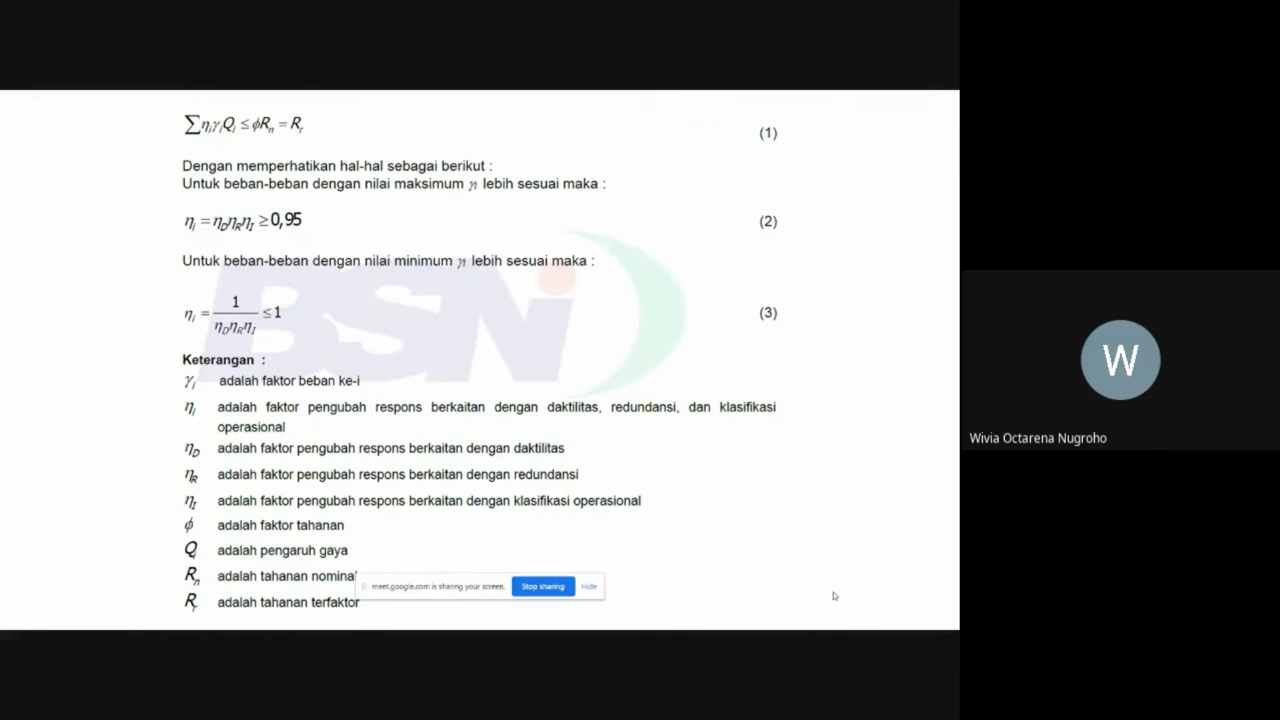 ∑ηᵢγᵢQᵢ ≤ ϕRₙ = Rᵣ (1)
Dengan memperhatikan hal-hal sebagai berikut :
Untuk beban-beban dengan nilai maksimum γᵢ lebih sesuai maka :
ηᵢ = η_Dη_Rη_I ≥ 0,95 (2)
Untuk beban-beban dengan nilai minimum γᵢ lebih sesuai maka :
ηᵢ = 1/(η_Dη_Rη_I) ≤ 1 (3)
BSNi
Keterangan :
γᵢ adalah faktor beban ke-i
ηᵢ adalah faktor pengubah respons berkaitan dengan daktilitas, redundansi, dan klasifikasi
operasional
η_D adalah faktor pengubah respons berkaitan dengan daktilitas
η_R adalah faktor pengubah respons berkaitan dengan redundansi
η_I adalah faktor pengubah respons berkaitan dengan klasifikasi operasional
ϕ adalah faktor tahanan
Qᵢ adalah pengaruh gaya
Rₙ adalah tahanan nominal
Rᵣ adalah tahanan terfaktor
meet.google.com is sharing your screen. Stop sharing Hide
W
Wivia Octarena Nugroho